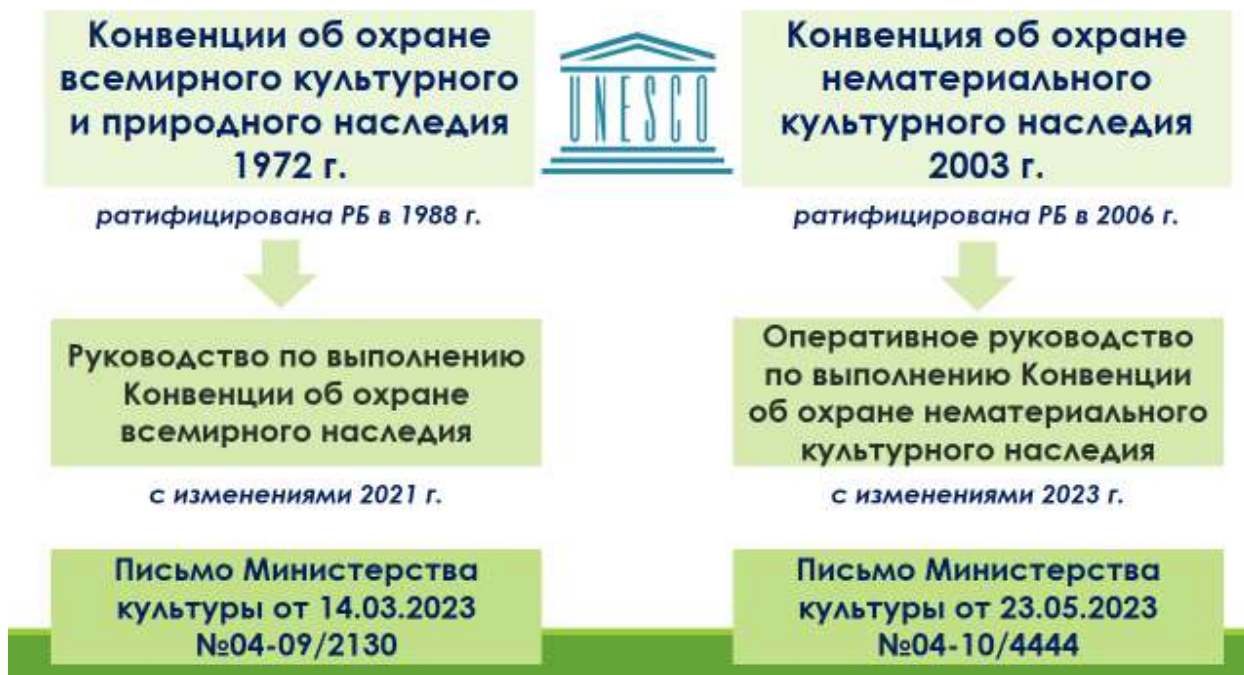 Конвенции об охране
всемирного культурного
и природного наследия
1972 г.
ратифицирована РБ в 1988 г.
Руководство по выполнению
Конвенции об охране
всемирного наследия
с изменениями 2021 г.
Письмо Министерства
культуры от 14.03.2023
№04-09/2130
UNESCO
Конвенция об охране
нематериального
культурного наследия
2003 г.
ратифицирована РБ в 2006 г.
Оперативное руководство
по выполнению Конвенции
об охране нематериального
культурного наследия
с изменениями 2023 г.
Письмо Министерства
культуры от 23.05.2023
№04-10/4444